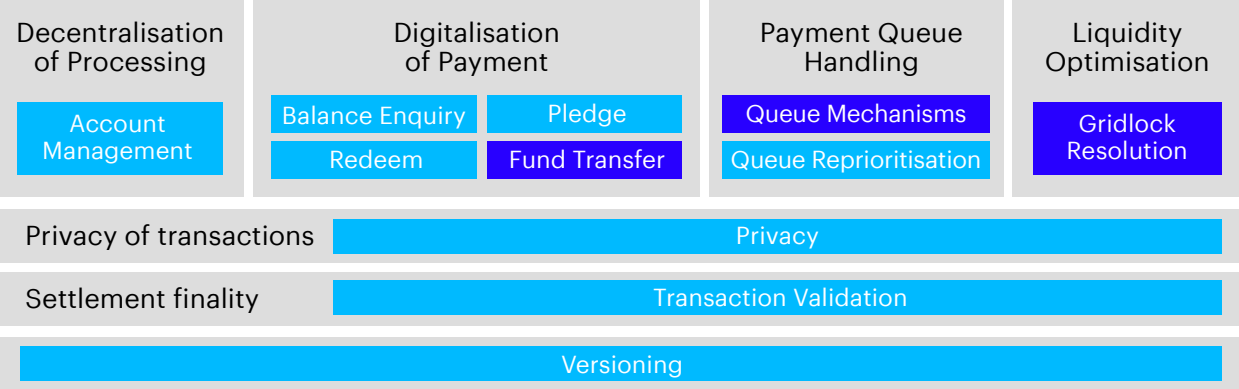 Decentralisation
of Processing
Account
Management
Digitalisation
of Payment
Balance Enquiry
Pledge
Redeem
Fund Transfer
Payment Queue
Handling
Queue Mechanisms
Queue Reprioritisation
Liquidity
Optimisation
Gridlock
Resolution
Privacy of transactions
Privacy
Settlement finality
Transaction Validation
Versioning